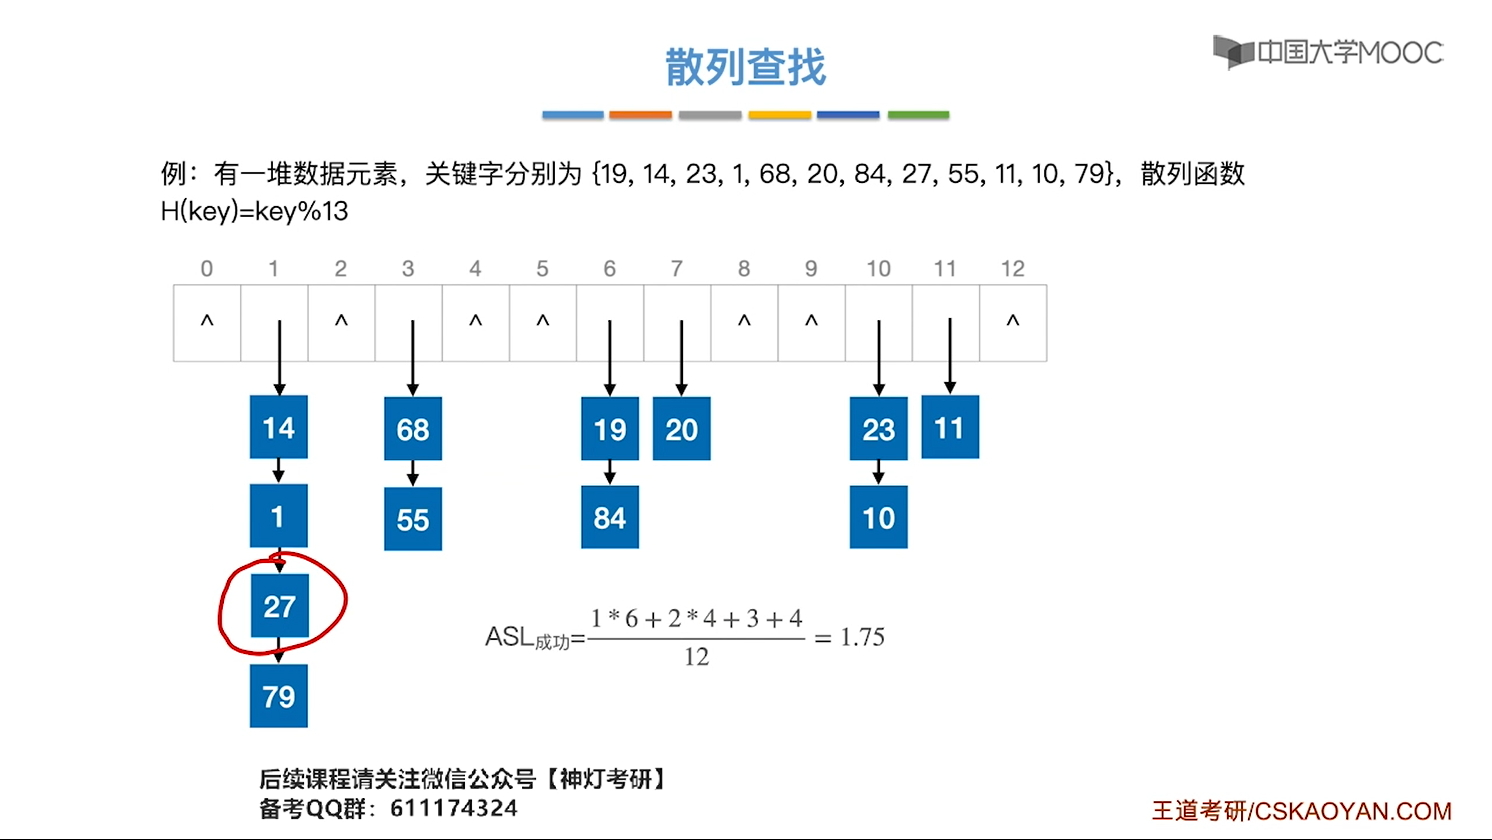 散列查找
中国大学MOOC
例：有一堆数据元素，关键字分别为 {19, 14, 23, 1, 68, 20, 84, 27, 55, 11, 10, 79}，散列函数
H(key)=key%13
0 1 2 3 4 5 6 7 8 9 10 11 12
^ ^ ^ ^ ^ ^ ^
14 68 19 20 23 11
1 55 84 10
27
79
ASL成功= (1*6+2*4+3+4)/12 = 1.75
后续课程请关注微信公众号【神灯考研】
备考QQ群：611174324
王道考研/CSKAOYAN.COM